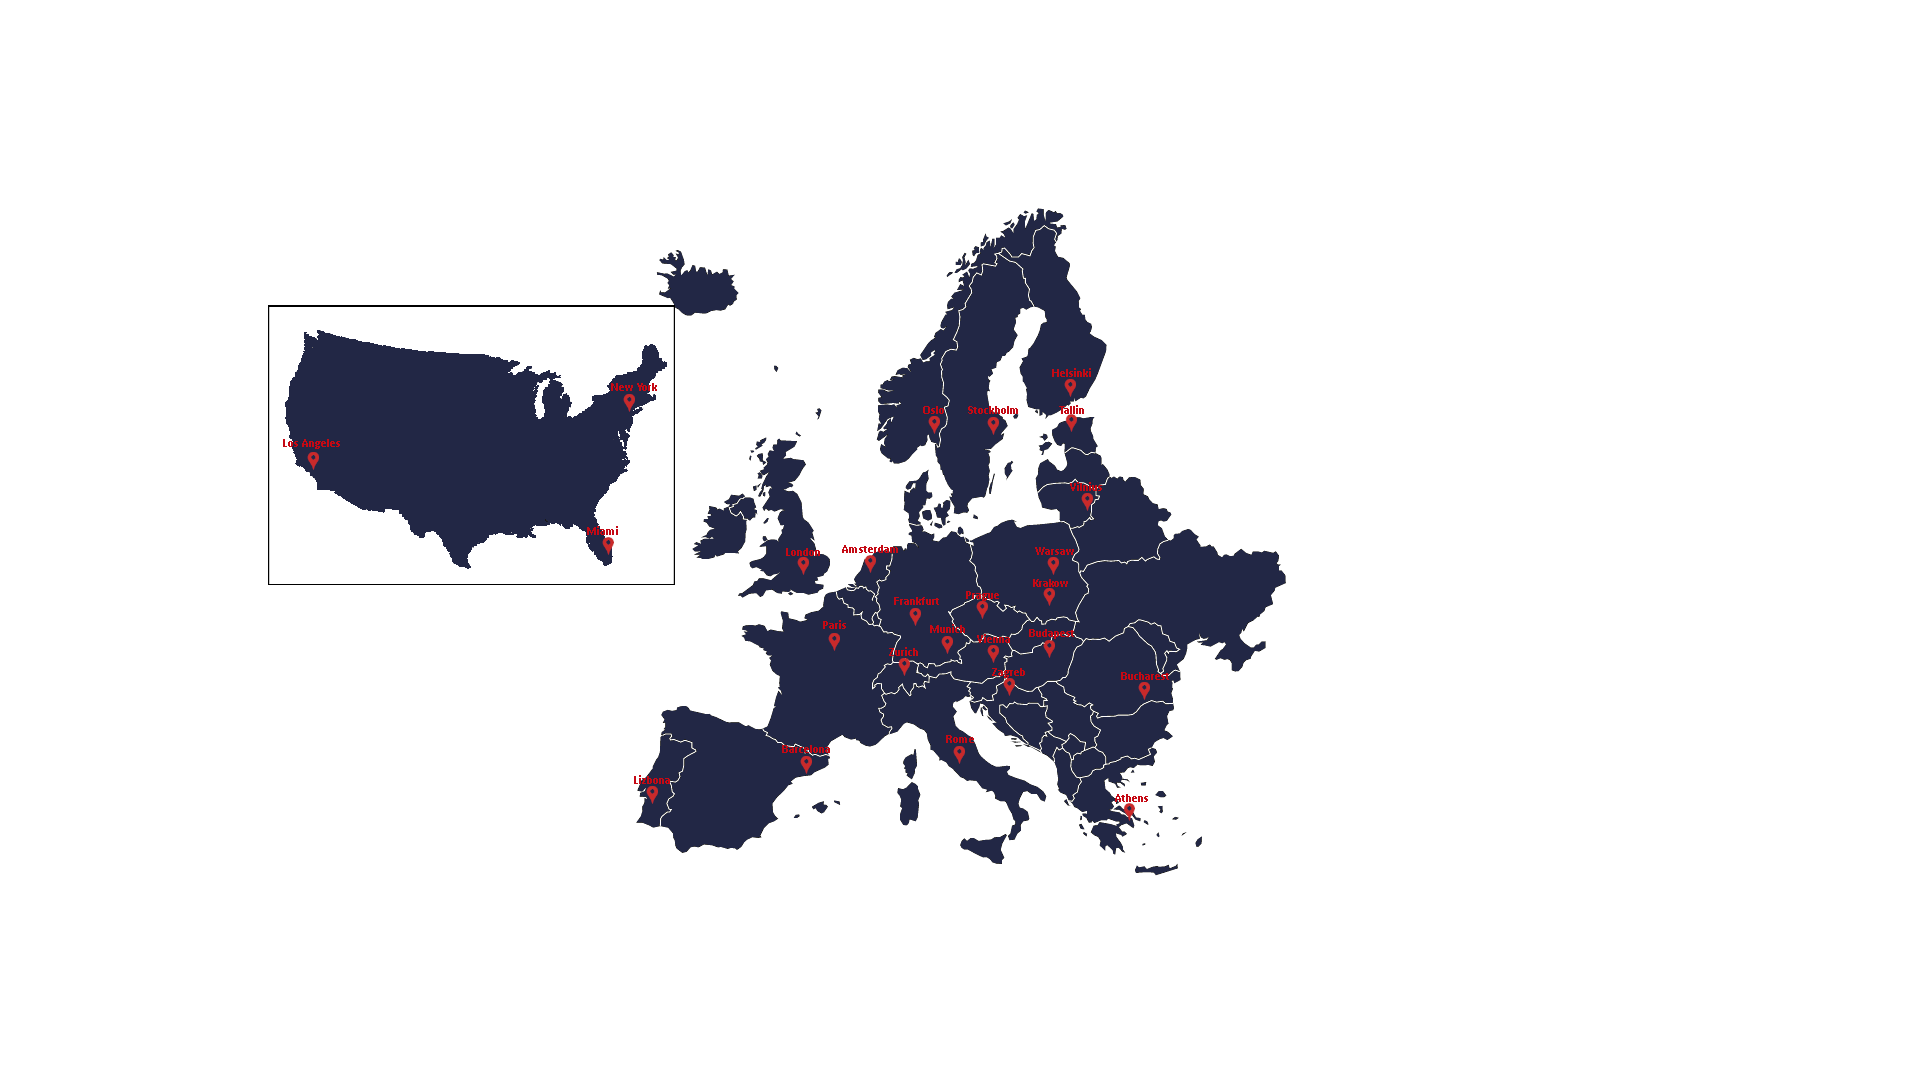 Helsinki
New York
Oslo
Stockholm
Tallin
Los Angeles
Vilnius
Miami
Amsterdam
London
Warsaw
Krakow
Prague
Frankfurt
Paris
Munich
Budapest
Vienna
Zurich
Zagreb
Bucharest
Rome
Barcelona
Lisbona
Athens